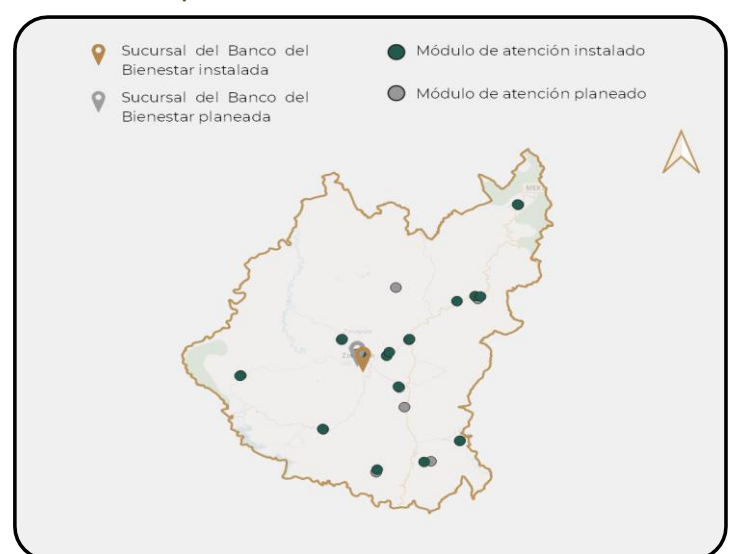 Sucursal del Banco del
Bienestar instalada
Sucursal del Banco del
Bienestar planeada
Módulo de atención instalado
Módulo de atención planeado